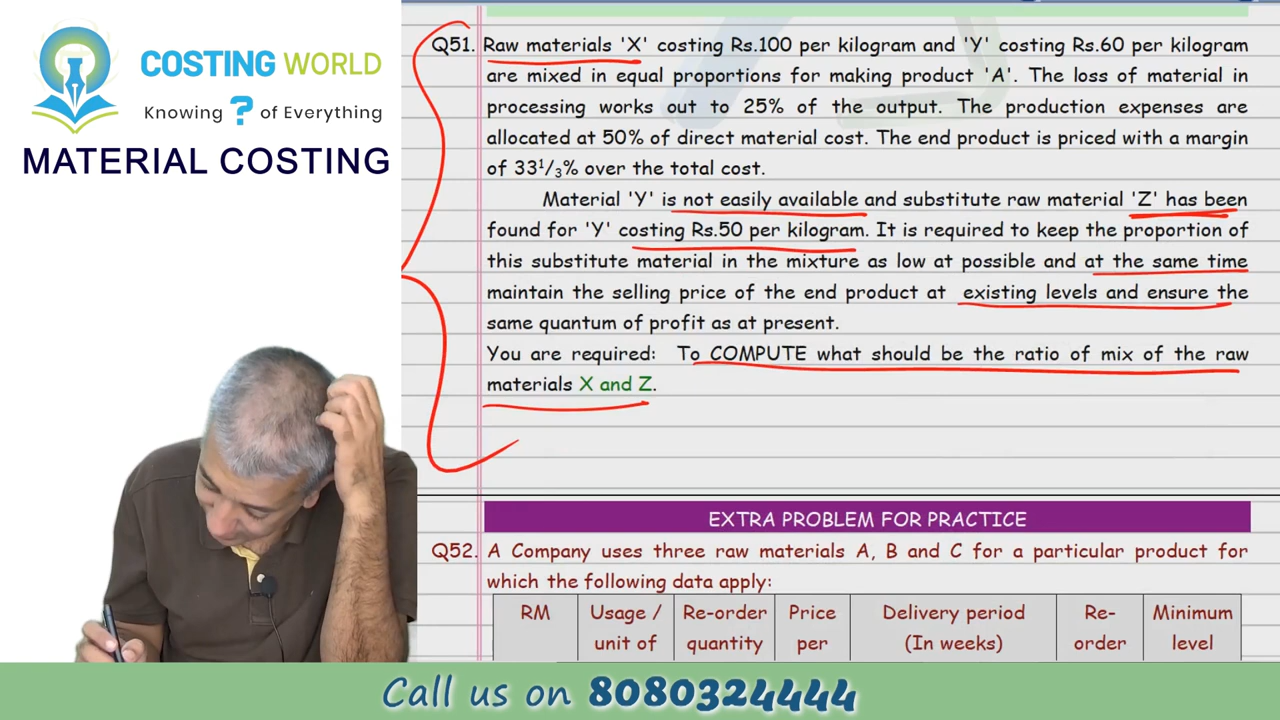 COSTING WORLD
Knowing ? of Everything
MATERIAL COSTING
Q51. Raw materials 'X' costing Rs.100 per kilogram and 'Y' costing Rs.60 per kilogram
are mixed in equal proportions for making product 'A'. The loss of material in
processing works out to 25% of the output. The production expenses are
allocated at 50% of direct material cost. The end product is priced with a margin
of 33¹/₃% over the total cost.
Material 'Y' is not easily available and substitute raw material 'Z' has been
found for 'Y' costing Rs.50 per kilogram. It is required to keep the proportion of
this substitute material in the mixture as low at possible and at the same time
maintain the selling price of the end product at existing levels and ensure the
same quantum of profit as at present.
You are required: To COMPUTE what should be the ratio of mix of the raw
materials X and Z.
EXTRA PROBLEM FOR PRACTICE
Q52. A Company uses three raw materials A, B and C for a particular product for
which the following data apply:
RM Usage / Re-order Price Delivery period Re- Minimum
unit of quantity per (In weeks) order level
Call us on 8080324444